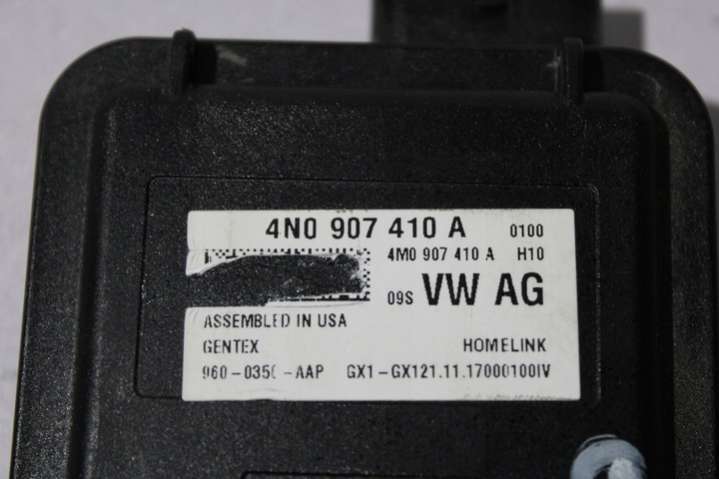 4N0 907 410 A 0100
4M0 907 410 A H10
09S VW AG
ASSEMBLED IN USA
GENTEX HOMELINK
-AAP GX1-GX121.11.17000100IV